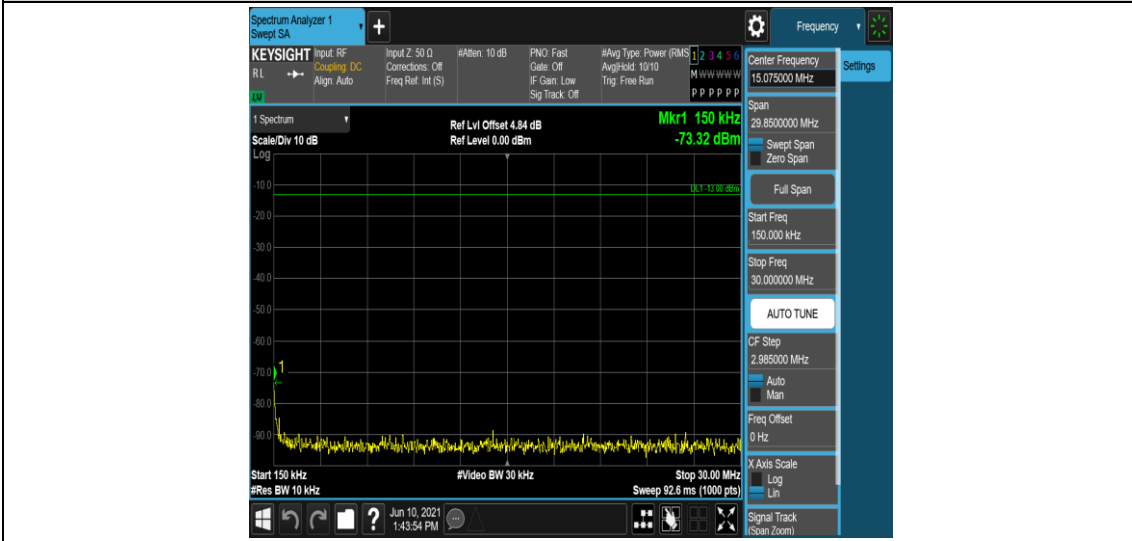 Spectrum Analyzer 1
Swept SA
+
Frequency
KEYSIGHT
Input: RF
Input Z: 50 Ω
#Atten: 10 dB
PNO: Fast
#Avg Type: Power (RMS
1 2 3 4 5 6
RL
Coupling: DC
Corrections: Off
Gate: Off
Avg|Hold: 10/10
M W W W W W
Align: Auto
Freq Ref: Int (S)
IF Gain: Low
Trig: Free Run
Sig Track: Off
P P P P P P
1 Spectrum
Ref Lvl Offset 4.84 dB
Mkr1 150 kHz
Scale/Div 10 dB
Ref Level 0.00 dBm
-73.32 dBm
Log
DL1 -13.00 dBm
-10.0
-20.0
-30.0
-40.0
-50.0
-60.0
1
-70.0
-80.0
-90.0
Start 150 kHz
#Video BW 30 kHz
Stop 30.00 MHz
#Res BW 10 kHz
Sweep 92.6 ms (1000 pts)
?
Jun 10, 2021
1:43:54 PM
Center Frequency
15.075000 MHz
Settings
Span
29.8500000 MHz
Swept Span
Zero Span
Full Span
Start Freq
150.000 kHz
Stop Freq
30.000000 MHz
AUTO TUNE
CF Step
2.985000 MHz
Auto
Man
Freq Offset
0 Hz
X Axis Scale
Log
Lin
Signal Track
(Span Zoom)